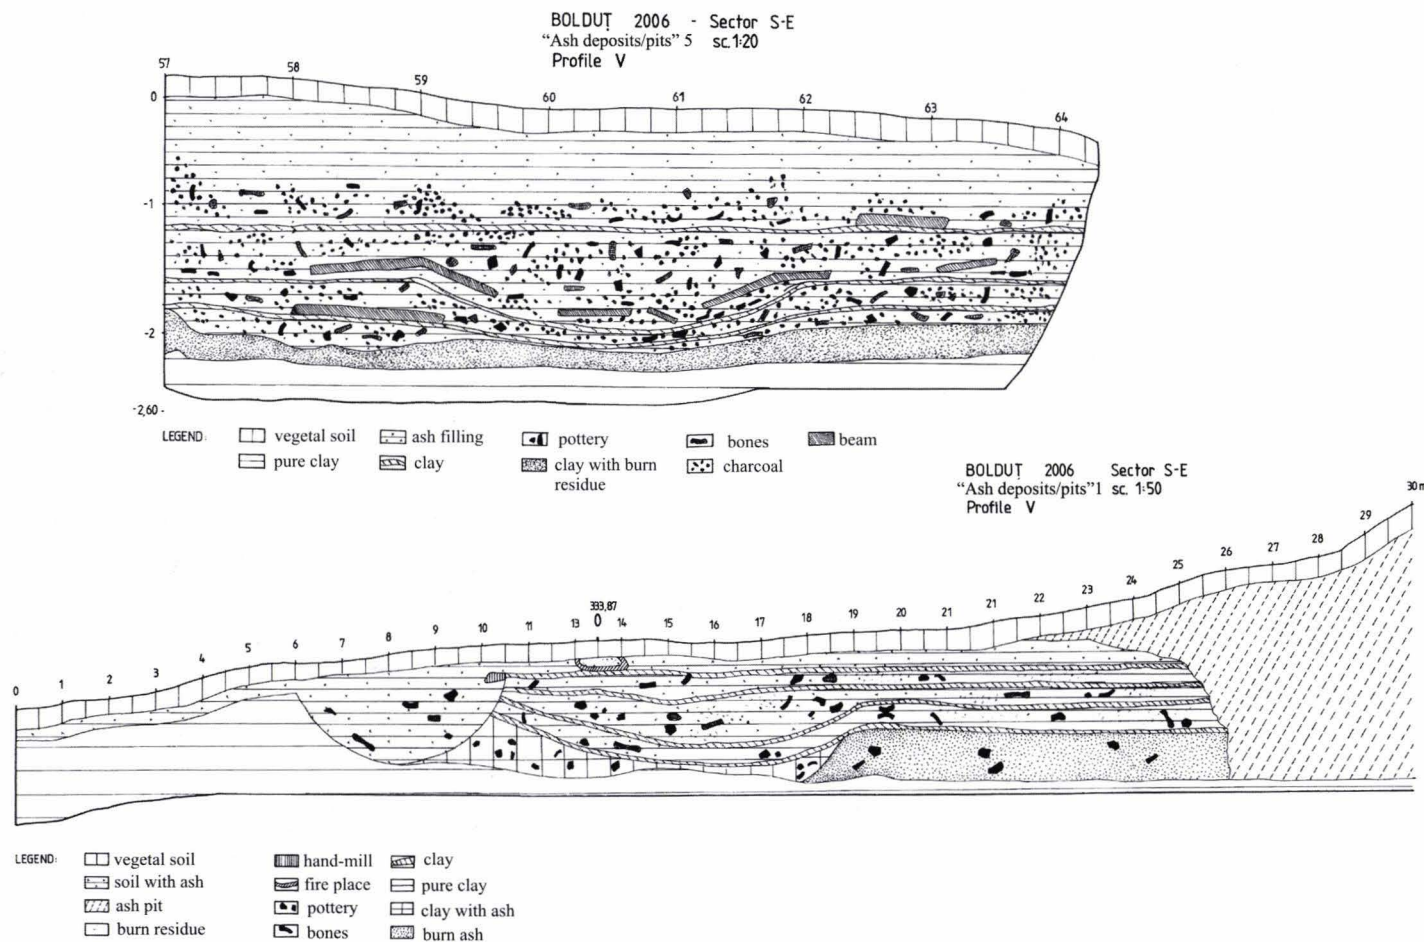 BOLDUȚ 2006 - Sector S-E
“Ash deposits/pits” 5 sc. 1:20
Profile V
57
58
59
60
61
62
63
64
0
-1
-2
-2,60-
LEGEND: vegetal soil ash filling pottery bones beam
pure clay clay clay with burn residue charcoal
BOLDUȚ 2006 Sector S-E
“Ash deposits/pits”1 sc. 1:50
Profile V
0 1 2 3 4 5 6 7 8 9 10 11 13 333,87 0 14 15 16 17 18 19 20 21 21 22 23 24 25 26 27 28 29 30 m
LEGEND: vegetal soil hand-mill clay
soil with ash fire place pure clay
ash pit pottery clay with ash
burn residue bones burn ash